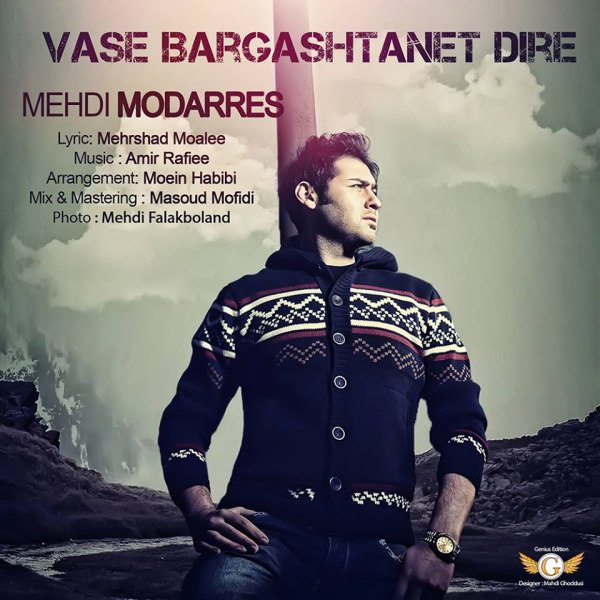 VASE BARGASHTANET DIRE
MEHDI MODARRES
Lyric: Mehrshad Moalee
Music : Amir Rafiee
Arrangement: Moein Habibi
Mix & Mastering : Masoud Mofidi
Photo : Mehdi Falakboland
Genius Edition
G
Designer : Mahdi Ghoddusi